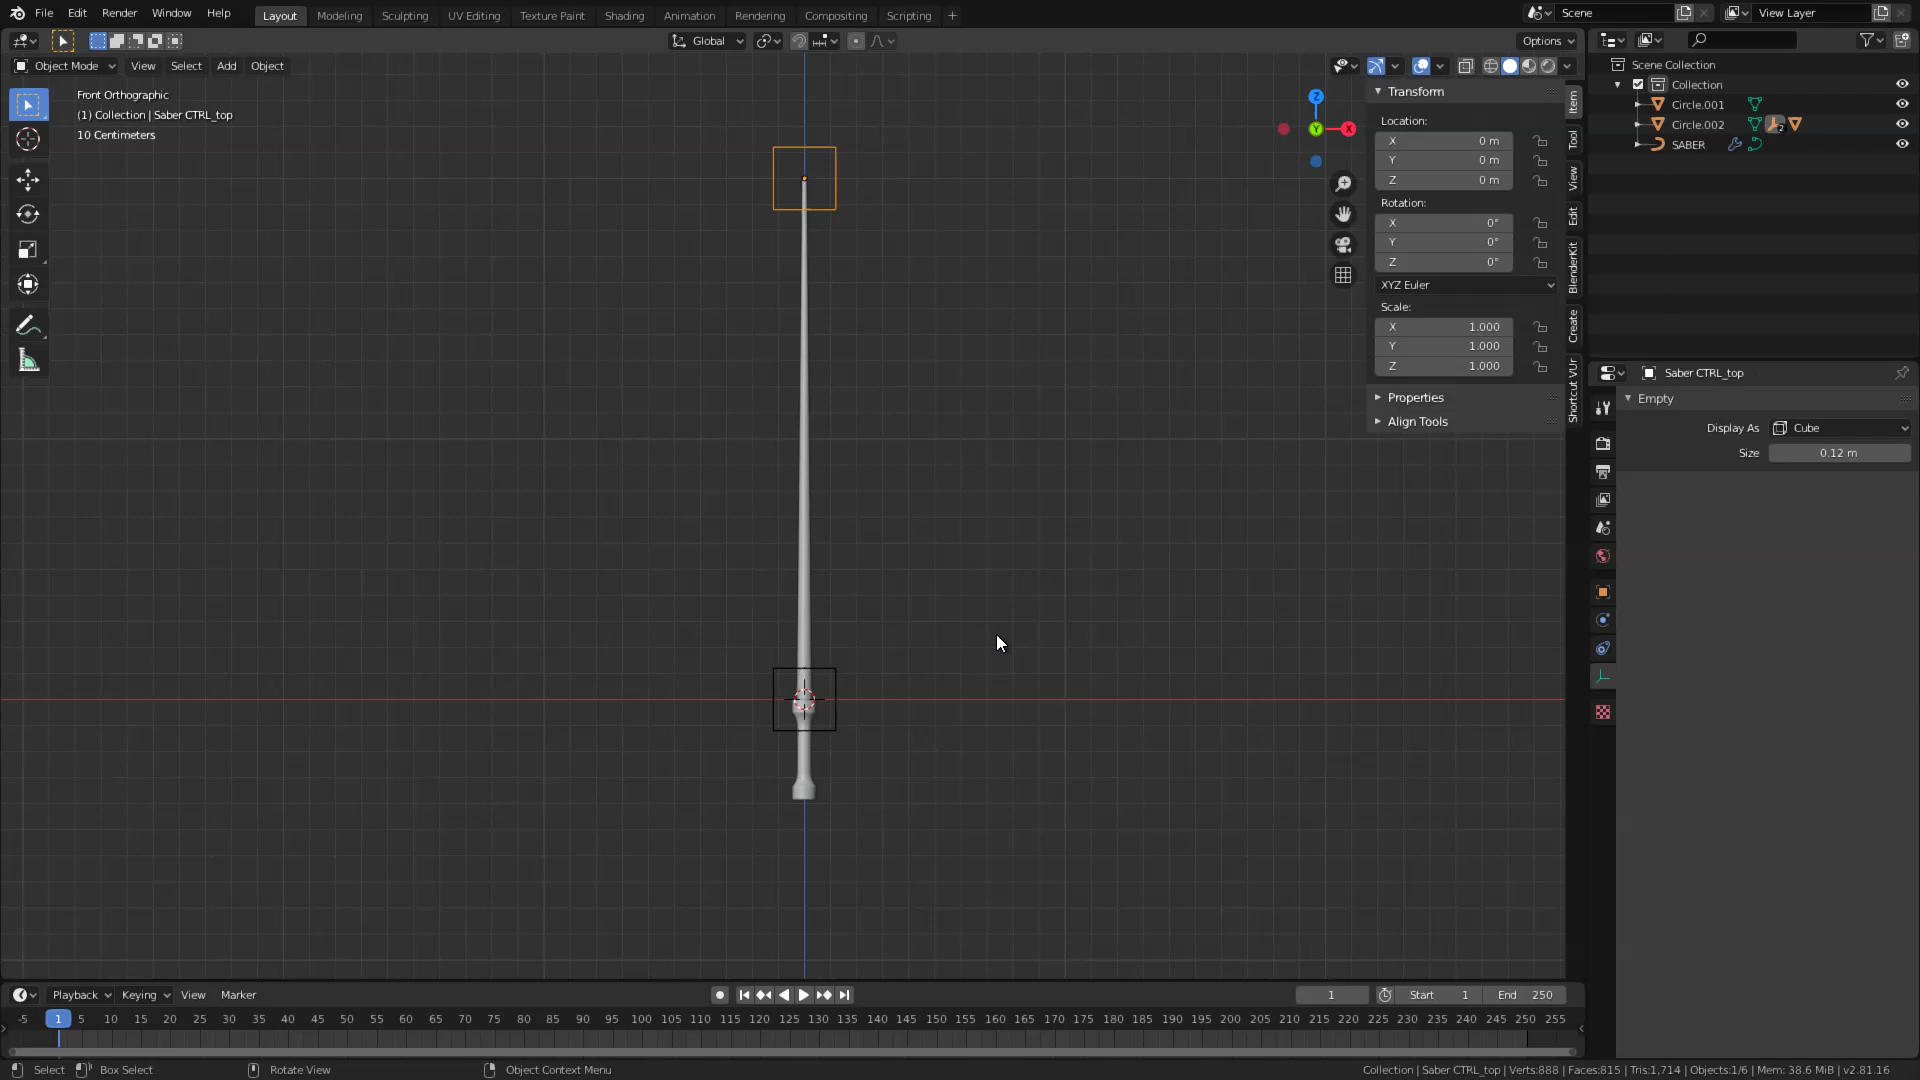 File Edit Render Window Help
Layout Modeling Sculpting UV Editing Texture Paint Shading Animation Rendering Compositing Scripting +
Scene
View Layer
Global
Options
Object Mode View Select Add Object
Front Orthographic
(1) Collection | Saber CTRL_top
10 Centimeters
Z
Y
X
Transform
Location:
X 0 m
Y 0 m
Z 0 m
Rotation:
X 0°
Y 0°
Z 0°
XYZ Euler
Scale:
X 1.000
Y 1.000
Z 1.000
Properties
Align Tools
Item
Tool
View
Edit
BlenderKit
Create
Shortcut VUr
Scene Collection
Collection
Circle.001
Circle.002 2
SABER
Saber CTRL_top
Empty
Display As Cube
Size 0.12 m
Playback Keying View Marker
1
Start 1 End 250
-5 1 5 10 15 20 25 30 35 40 45 50 55 60 65 70 75 80 85 90 95 100 105 110 115 120 125 130 135 140 145 150 155 160 165 170 175 180 185 190 195 200 205 210 215 220 225 230 235 240 245 250 255
Select Box Select Rotate View Object Context Menu
Collection | Saber CTRL_top | Verts:888 | Faces:815 | Tris:1,714 | Objects:1/6 | Mem: 38.6 MiB | v2.81.16